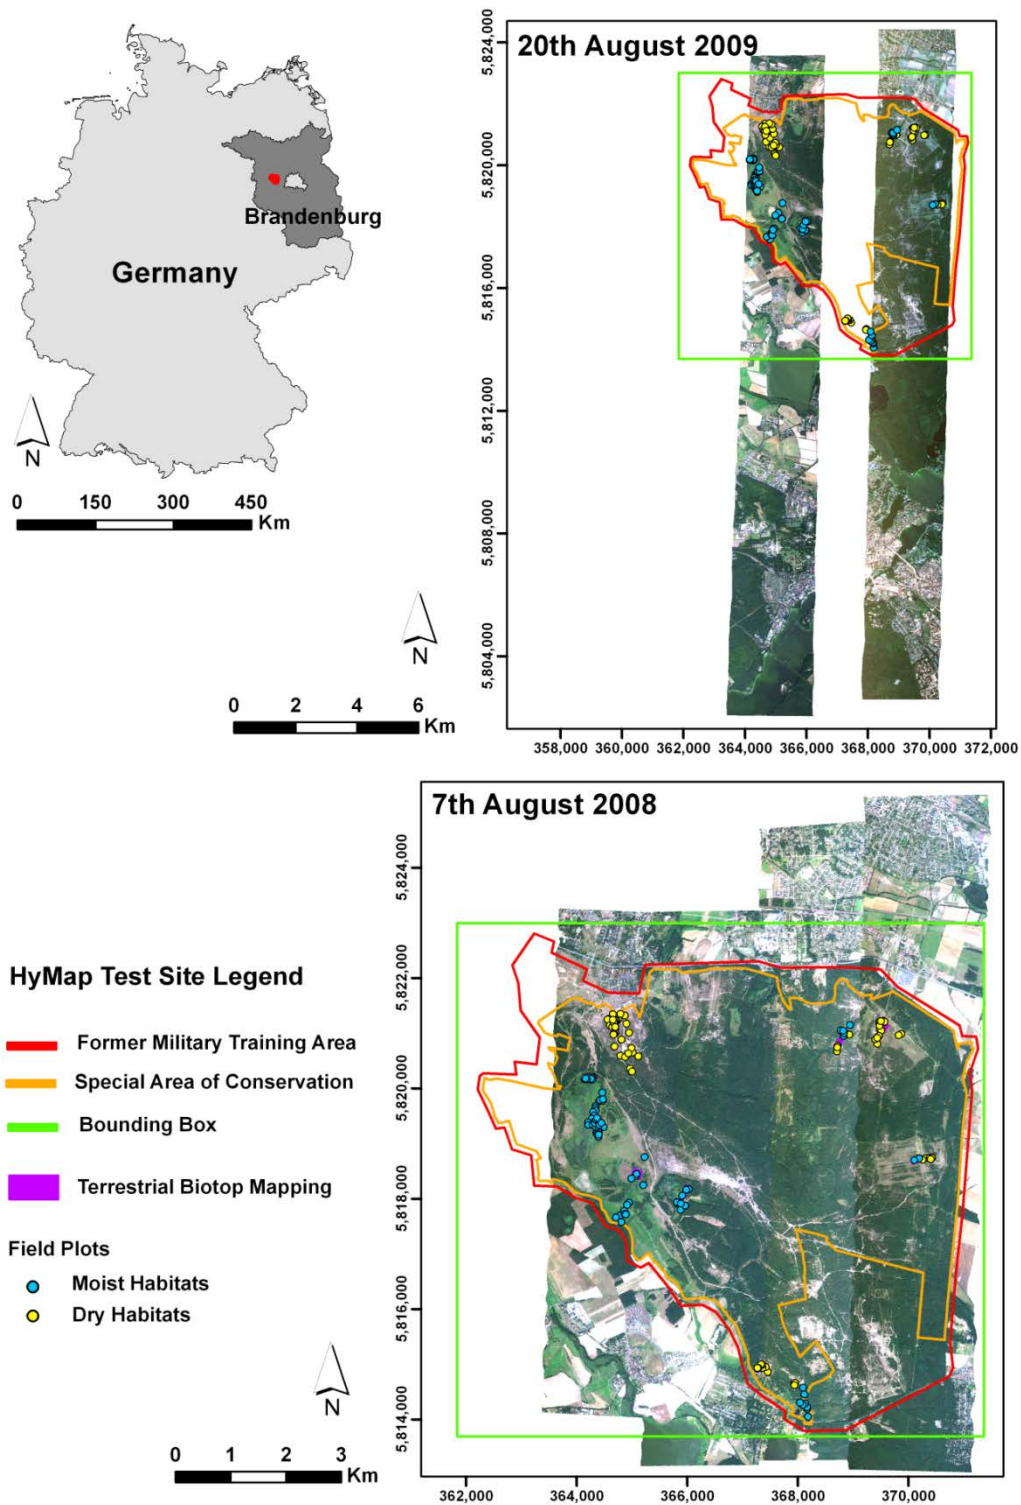 Germany
Brandenburg
N
0 150 300 450
Km
N
0 2 4 6
Km
20th August 2009
5,824,000
5,820,000
5,816,000
5,812,000
5,808,000
5,804,000
358,000 360,000 362,000 364,000 366,000 368,000 370,000 372,000
7th August 2008
5,824,000
5,822,000
5,820,000
5,818,000
5,816,000
5,814,000
362,000 364,000 366,000 368,000 370,000
HyMap Test Site Legend
Former Military Training Area
Special Area of Conservation
Bounding Box
Terrestrial Biotop Mapping
Field Plots
Moist Habitats
Dry Habitats
N
0 1 2 3
Km